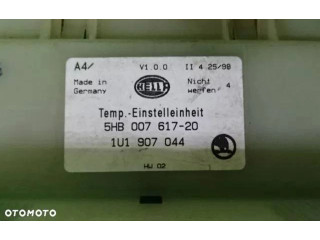 A4/ V1.0.0 II 4 25/98
Made in Germany
HELLA
Nicht werfen 4
Temp.-Einstelleinheit
5HB 007 617-20
1U1 907 044
HW.02
OTOMOTO